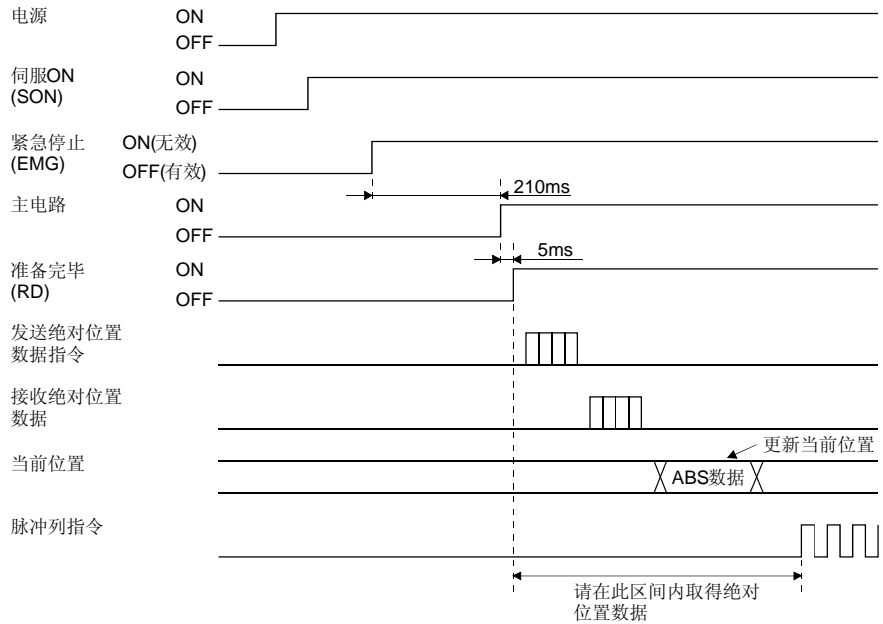 电源 ON
OFF
伺服ON ON
(SON) OFF
紧急停止 ON(无效)
(EMG) OFF(有效)
210ms
主电路 ON
OFF
5ms
准备完毕 ON
(RD) OFF
发送绝对位置
数据指令
接收绝对位置
数据
更新当前位置
当前位置
ABS数据
脉冲列指令
请在此区间内取得绝对
位置数据